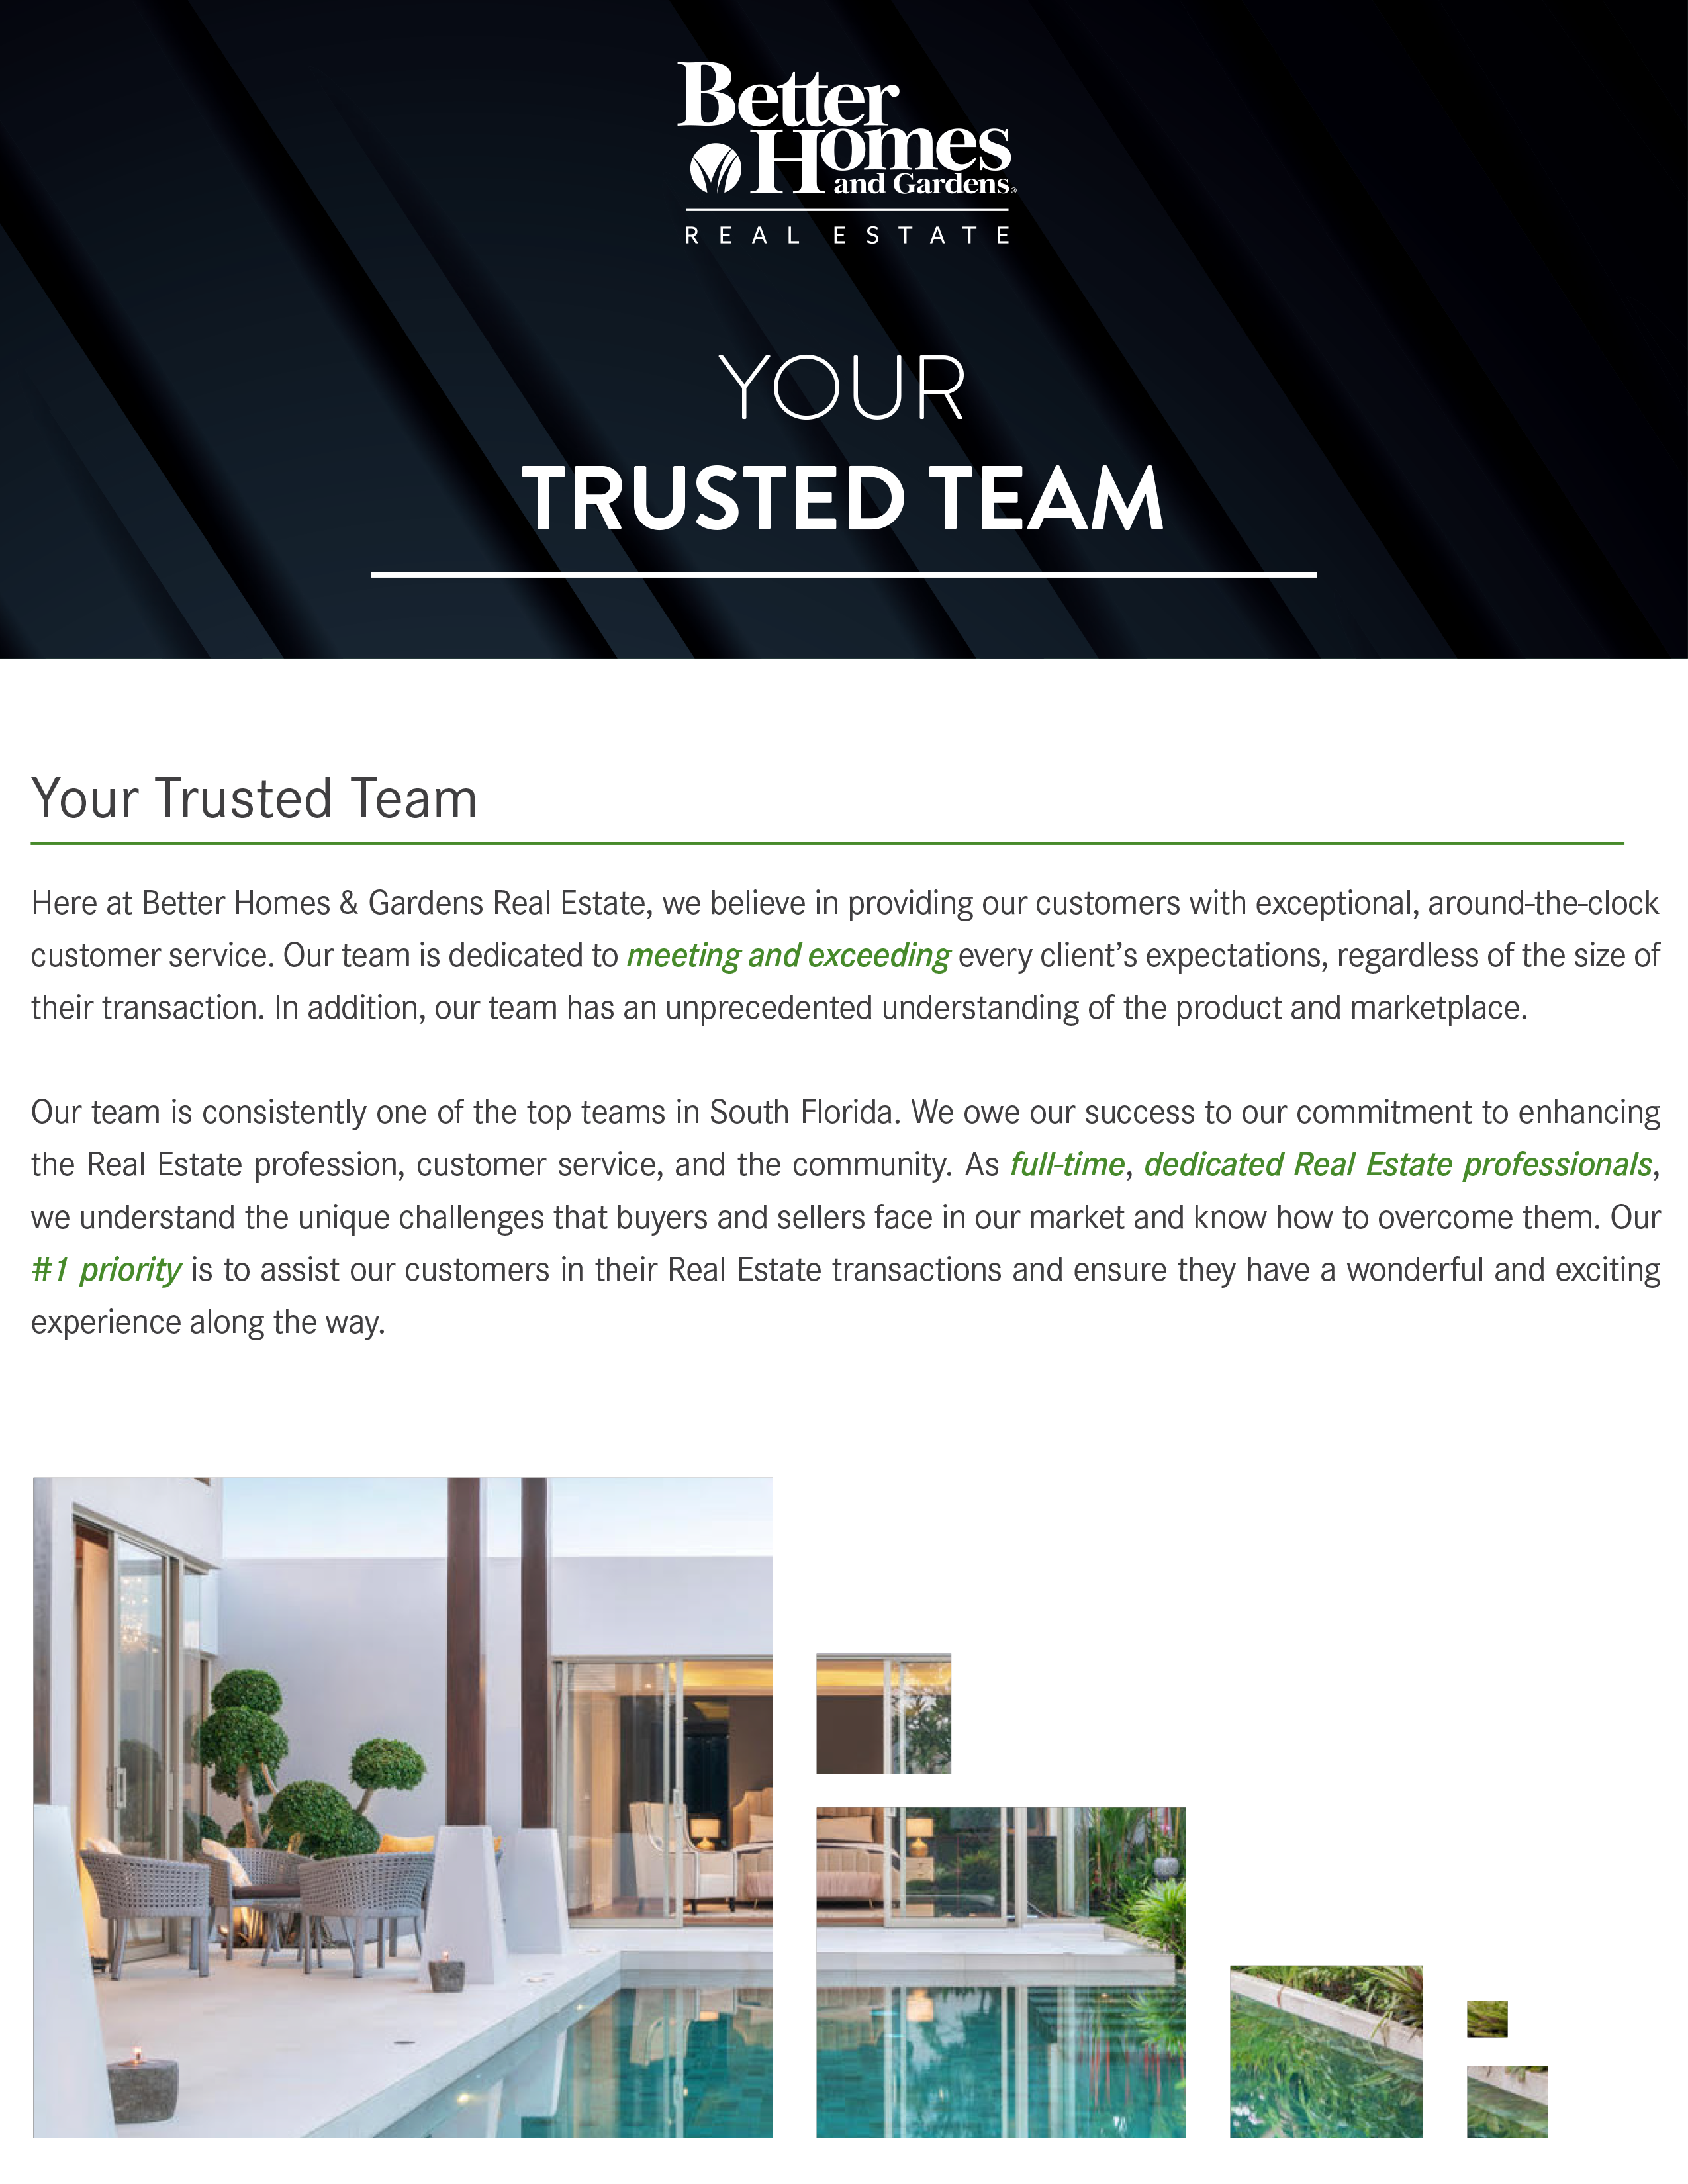 Better
Homes
and Gardens®
REAL ESTATE
YOUR
TRUSTED TEAM
Your Trusted Team
Here at Better Homes & Gardens Real Estate, we believe in providing our customers with exceptional, around-the-clock
customer service. Our team is dedicated to meeting and exceeding every client’s expectations, regardless of the size of
their transaction. In addition, our team has an unprecedented understanding of the product and marketplace.
Our team is consistently one of the top teams in South Florida. We owe our success to our commitment to enhancing
the Real Estate profession, customer service, and the community. As full-time, dedicated Real Estate professionals,
we understand the unique challenges that buyers and sellers face in our market and know how to overcome them. Our
#1 priority is to assist our customers in their Real Estate transactions and ensure they have a wonderful and exciting
experience along the way.